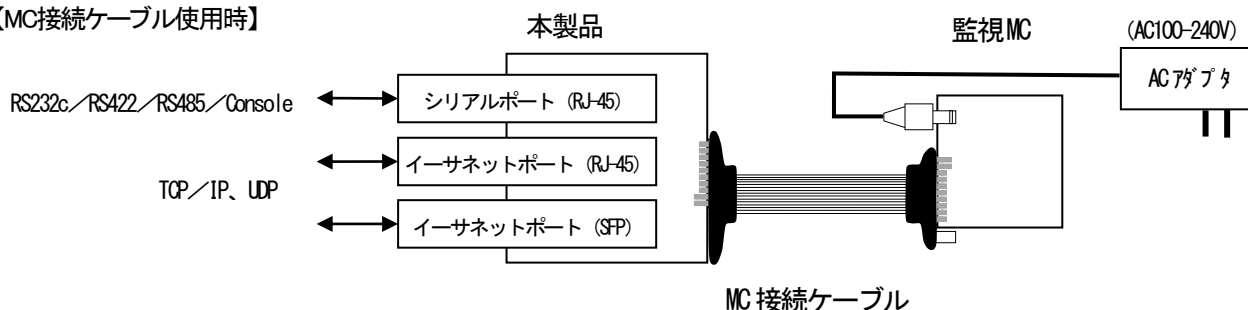 【MC接続ケーブル使用時】
本製品
監視MC
(AC100-240V)
ACアダプタ
RS232c/RS422/RS485/Console
シリアルポート (RJ-45)
イーサネットポート (RJ-45)
TCP/IP、UDP
イーサネットポート (SFP)
MC接続ケーブル